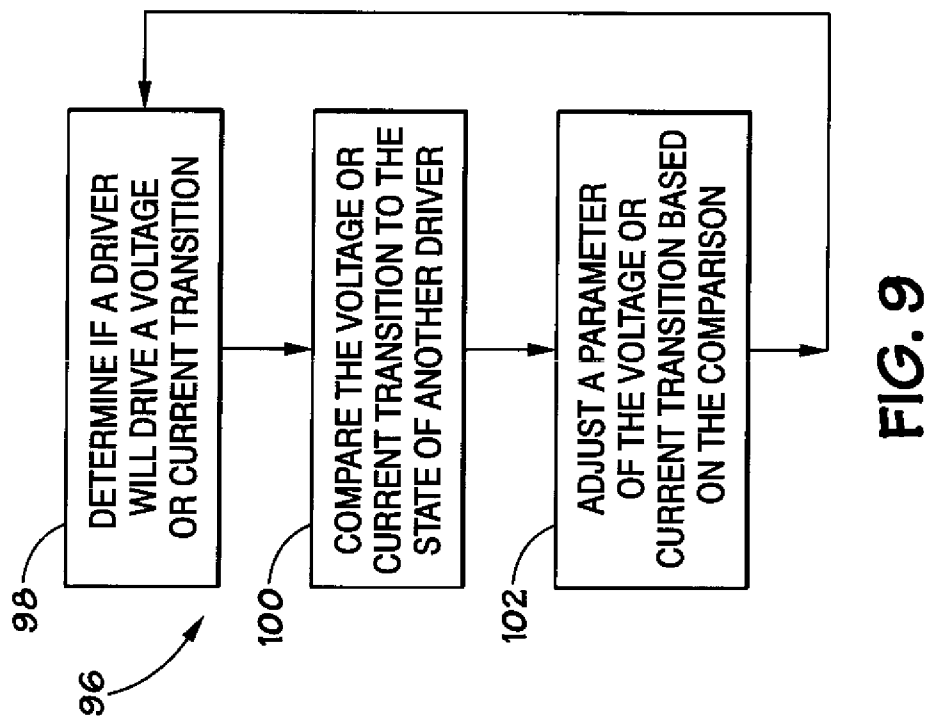 96
98
DETERMINE IF A DRIVER
WILL DRIVE A VOLTAGE
OR CURRENT TRANSITION
100
COMPARE THE VOLTAGE OR
CURRENT TRANSITION TO THE
STATE OF ANOTHER DRIVER
102
ADJUST A PARAMETER
OF THE VOLTAGE OR
CURRENT TRANSITION BASED
ON THE COMPARISON
FIG. 9